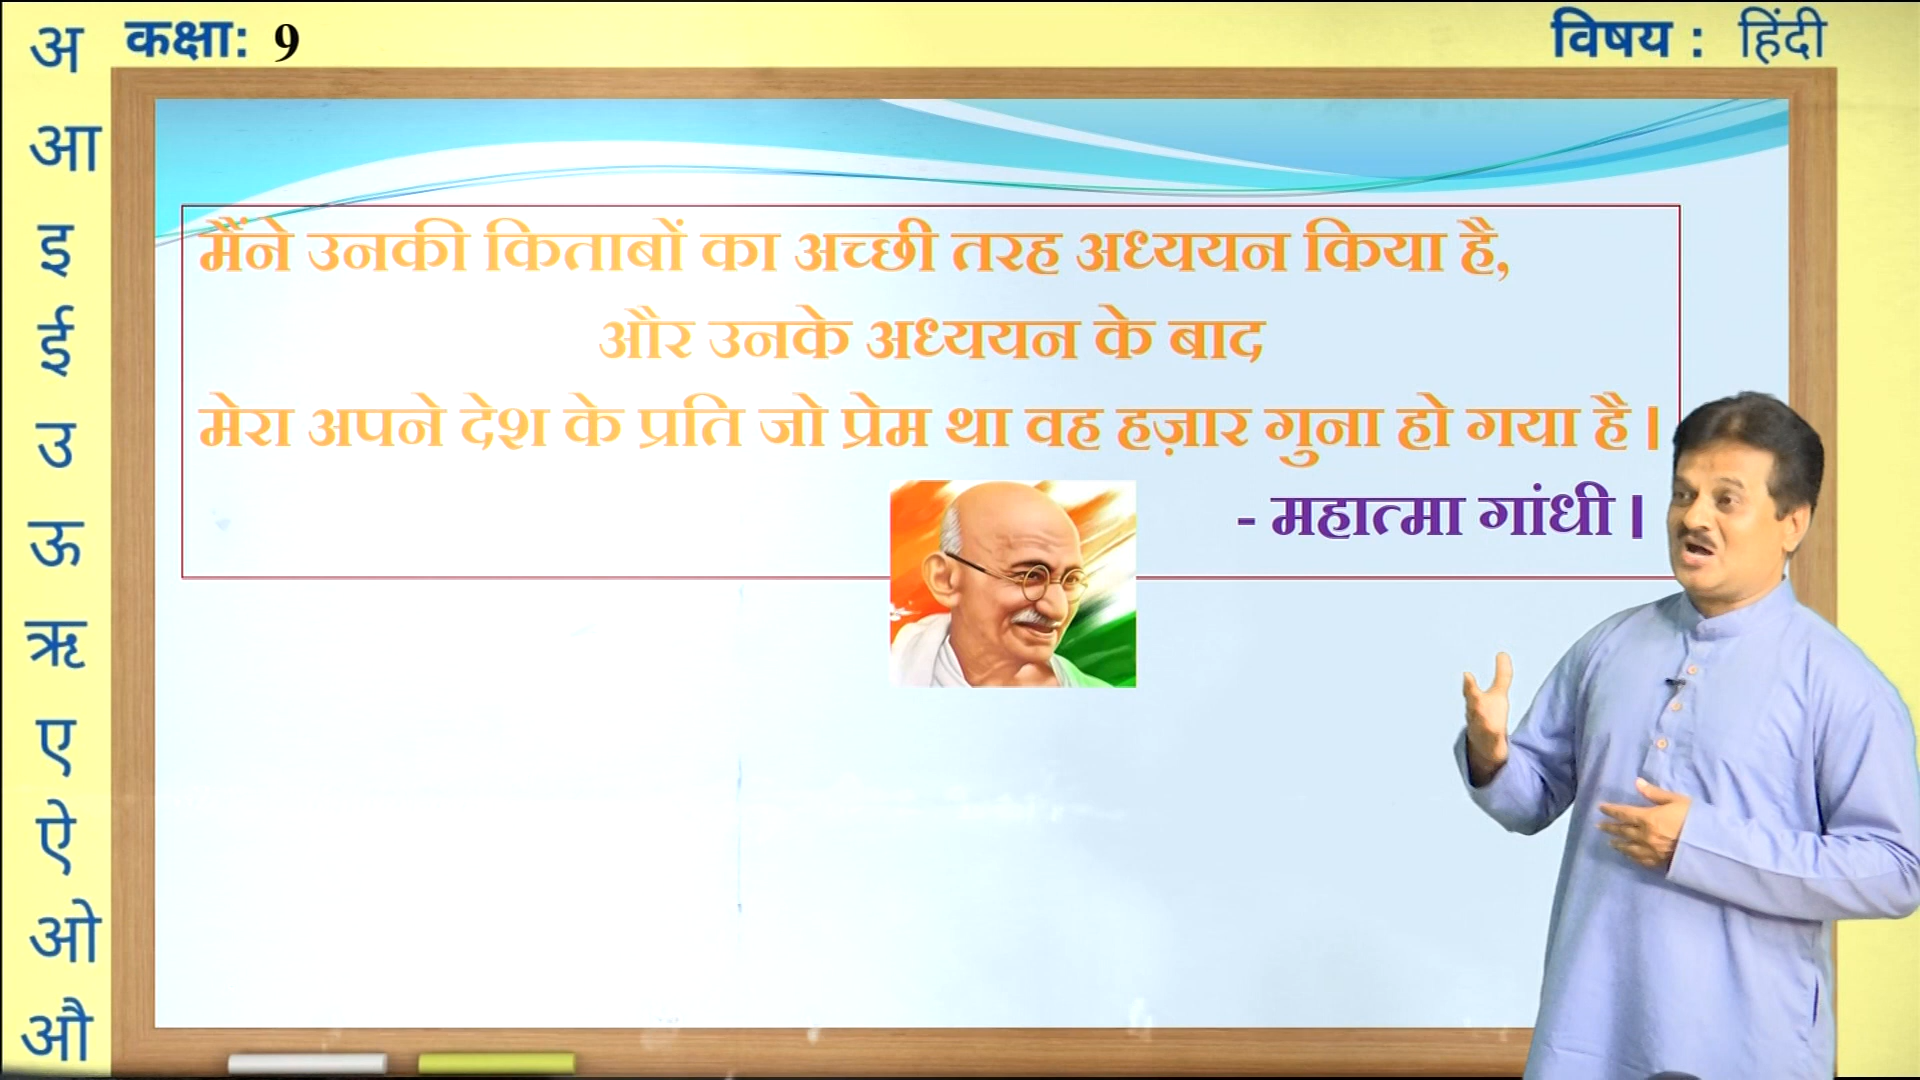 कक्षा: 9
विषय : हिंदी
अ
आ
इ
ई
उ
ऊ
ऋ
ए
ऐ
ओ
औ
मैंने उनकी किताबों का अच्छी तरह अध्ययन किया है,
और उनके अध्ययन के बाद
मेरा अपने देश के प्रति जो प्रेम था वह हज़ार गुना हो गया है।
- महात्मा गांधी।